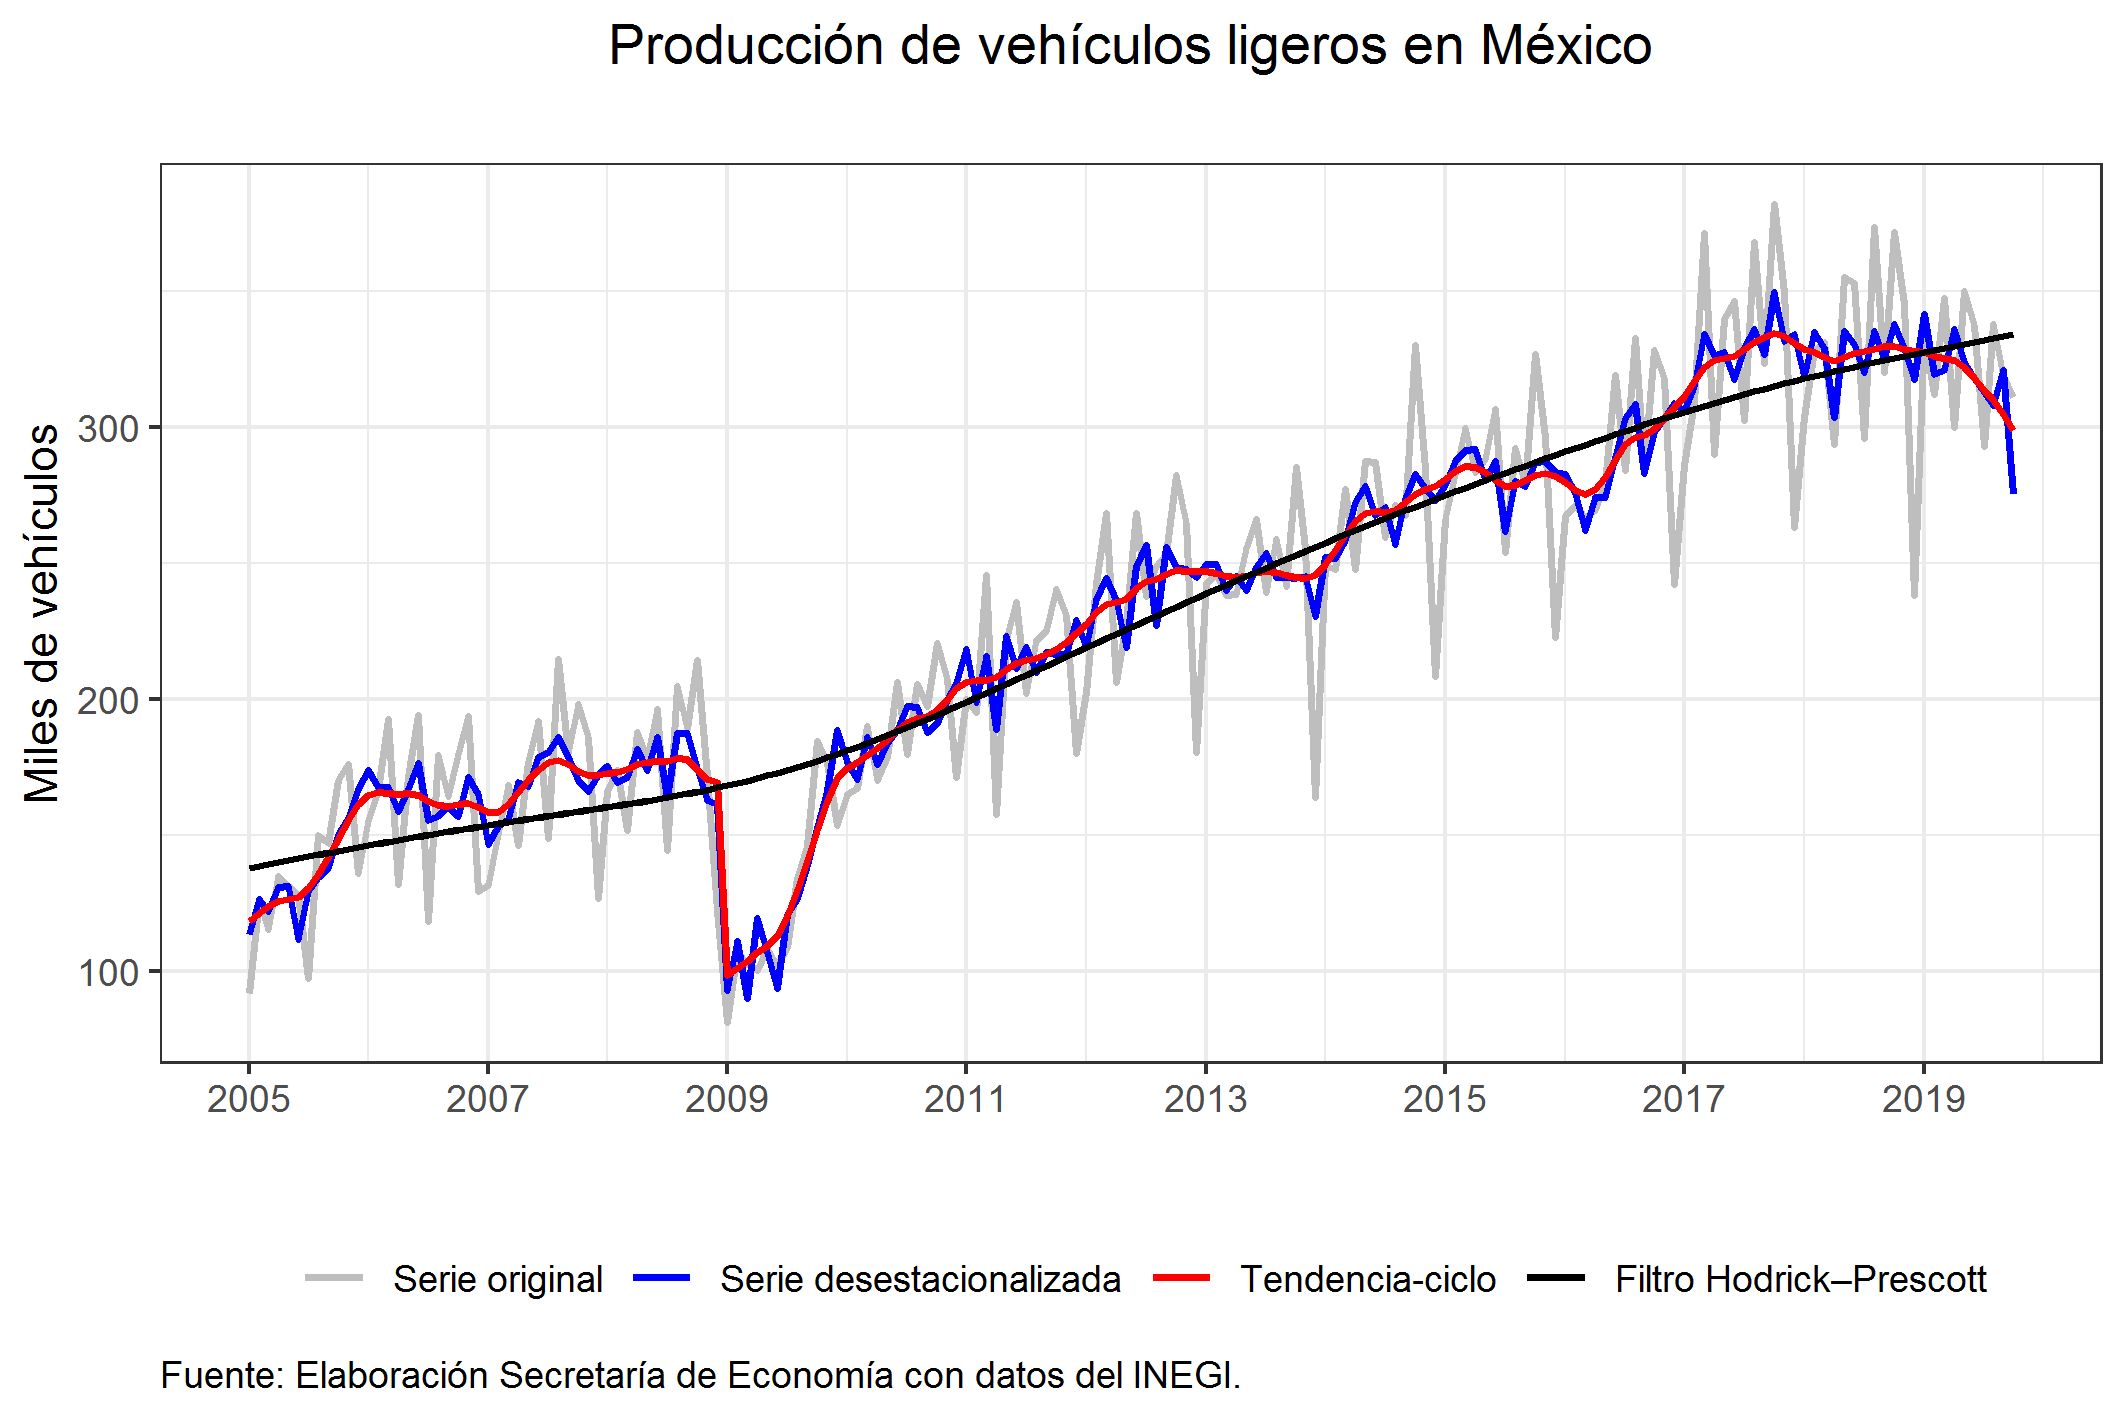 Producción de vehículos ligeros en México
Miles de vehículos
300
200
100
2005 2007 2009 2011 2013 2015 2017 2019
Serie original Serie desestacionalizada Tendencia-ciclo Filtro Hodrick–Prescott
Fuente: Elaboración Secretaría de Economía con datos del INEGI.